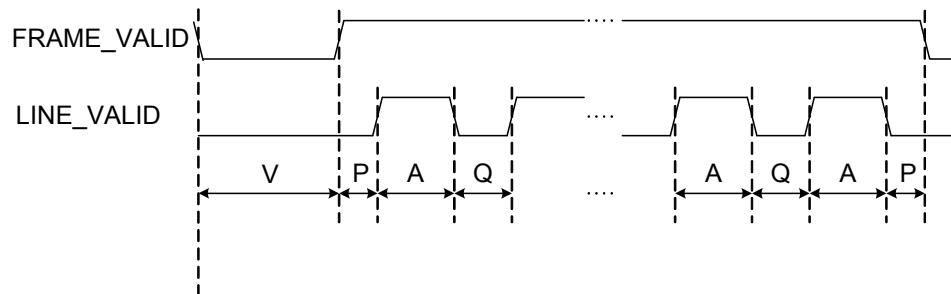 FRAME_VALID
....
LINE_VALID
....
V P A Q .... A Q A P